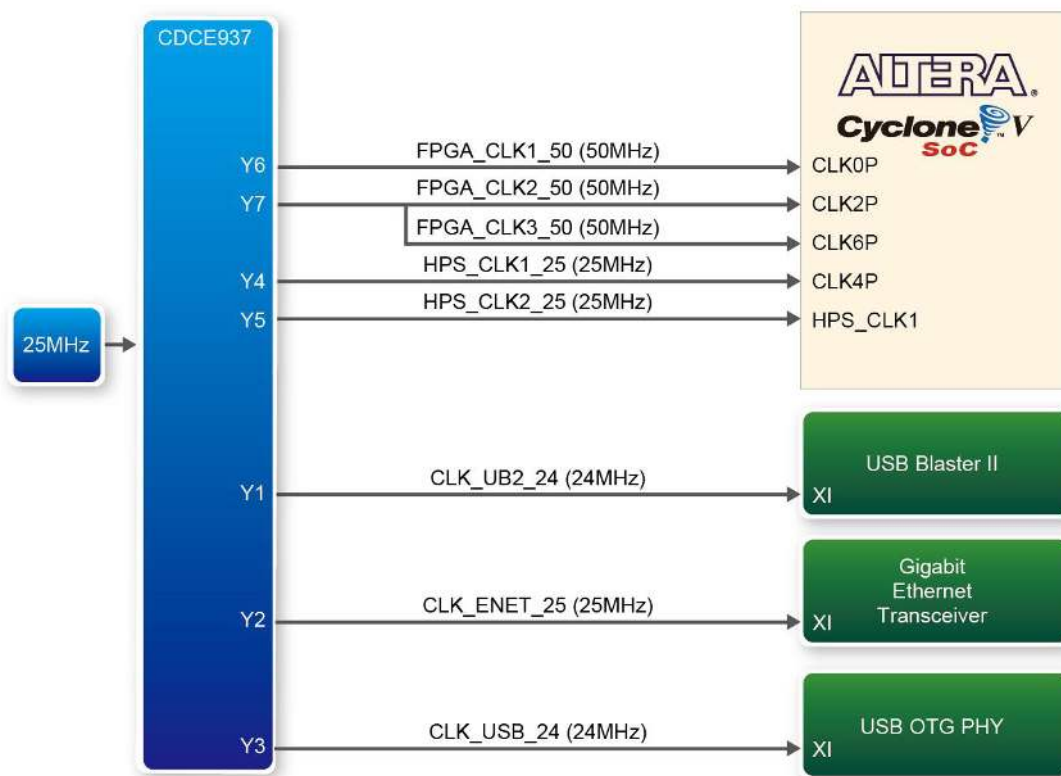 CDCE937
ALTERA®
Cyclone™ V
SoC
Y6
FPGA_CLK1_50 (50MHz)
CLK0P
Y7
FPGA_CLK2_50 (50MHz)
CLK2P
FPGA_CLK3_50 (50MHz)
CLK6P
Y4
HPS_CLK1_25 (25MHz)
CLK4P
Y5
HPS_CLK2_25 (25MHz)
HPS_CLK1
25MHz
USB Blaster II
Y1
CLK_UB2_24 (24MHz)
XI
Gigabit
Ethernet
Transceiver
Y2
CLK_ENET_25 (25MHz)
XI
USB OTG PHY
Y3
CLK_USB_24 (24MHz)
XI